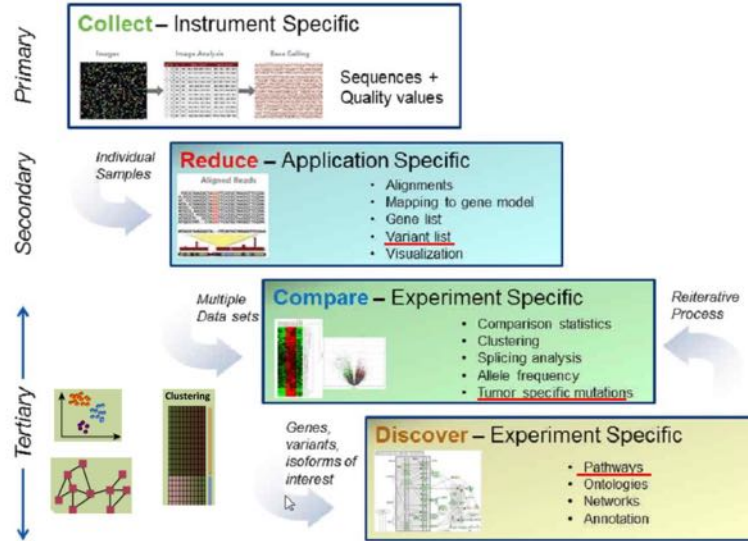 Primary
Collect – Instrument Specific
Images
Image Analysis
Base Calling
Sequences +
Quality values
Secondary
Individual
Samples
Reduce – Application Specific
Aligned Reads
• Alignments
• Mapping to gene model
• Gene list
• Variant list
• Visualization
Tertiary
Multiple
Data sets
Compare – Experiment Specific
• Comparison statistics
• Clustering
• Splicing analysis
• Allele frequency
• Tumor specific mutations
Reiterative
Process
Clustering
Genes,
variants,
isoforms of
interest
Discover – Experiment Specific
• Pathways
• Ontologies
• Networks
• Annotation